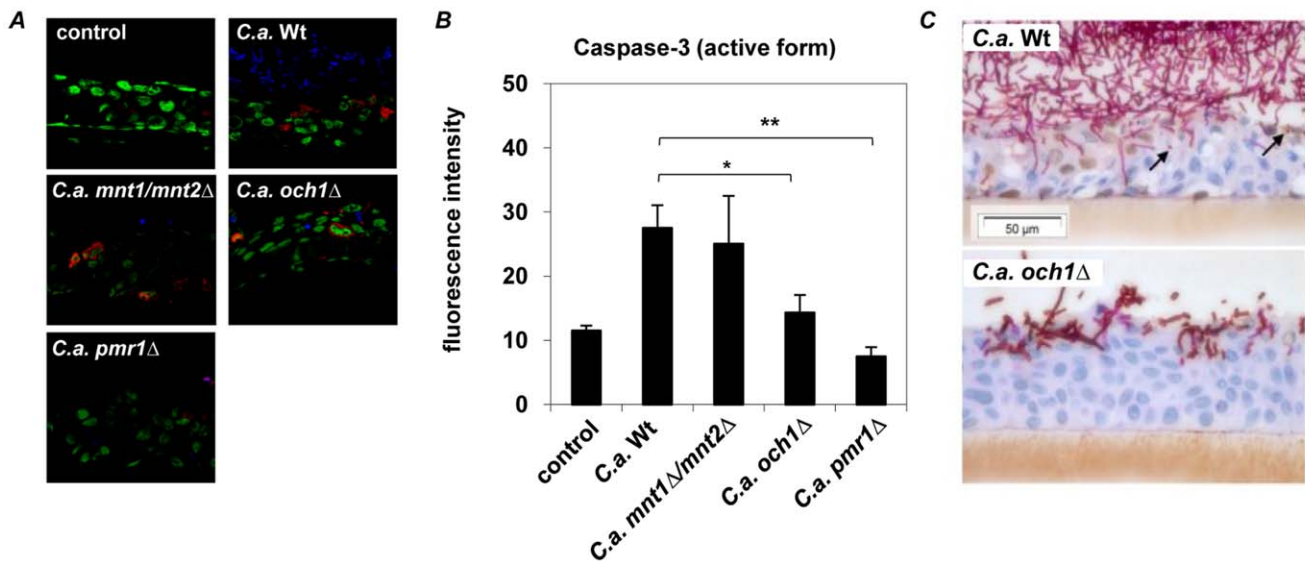 A
control
C.a. Wt
C.a. mnt1/mnt2Δ
C.a. och1Δ
C.a. pmr1Δ
B
Caspase-3 (active form)
fluorescence intensity
50
40
30
20
10
0
**
*
control
C.a. Wt
C.a. mnt1Δ/mnt2Δ
C.a. och1Δ
C.a. pmr1Δ
C
C.a. Wt
50 µm
C.a. och1Δ